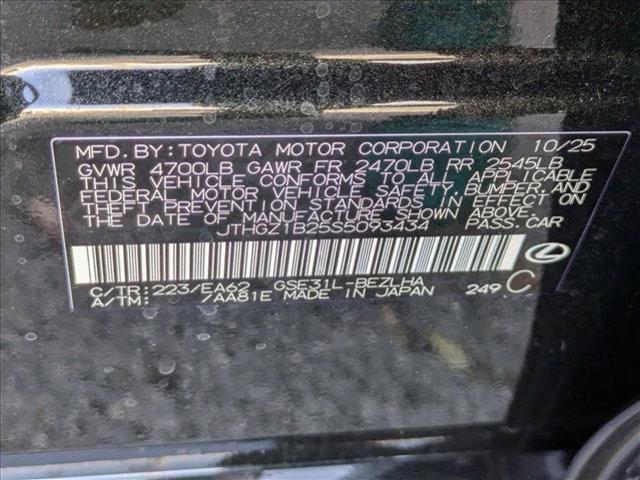 MFD.BY:TOYOTA MOTOR CORPORATION 10/25
GVWR 4700LB GAWR FR 2470LB RR 2545LB
THIS VEHICLE CONFORMS TO ALL APPLICABLE
FEDERAL MOTOR VEHICLE SAFETY,BUMPER,AND
THEFT PREVENTION STANDARDS IN EFFECT ON
THE DATE OF MANUFACTURE SHOWN ABOVE.
JTHGZ1B25S5093434 PASS.CAR
C/TR:223/EA62 GSE31L-BEZLHA
A/TM: /AA81E MADE IN JAPAN 249 C